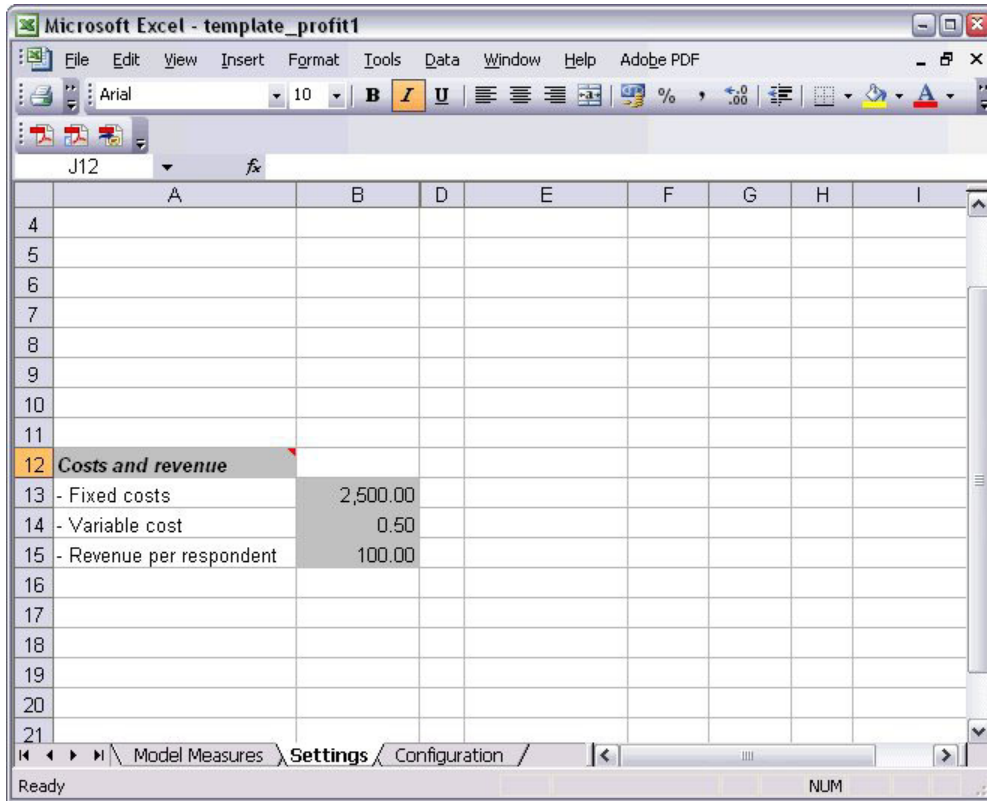 Microsoft Excel - template_profit1
File Edit View Insert Format Tools Data Window Help Adobe PDF
Arial 10 B I U % , .00
J12 fx
A B D E F G H I
4
5
6
7
8
9
10
11
12 Costs and revenue
13 - Fixed costs 2,500.00
14 - Variable cost 0.50
15 - Revenue per respondent 100.00
16
17
18
19
20
21
Model Measures Settings Configuration
Ready NUM